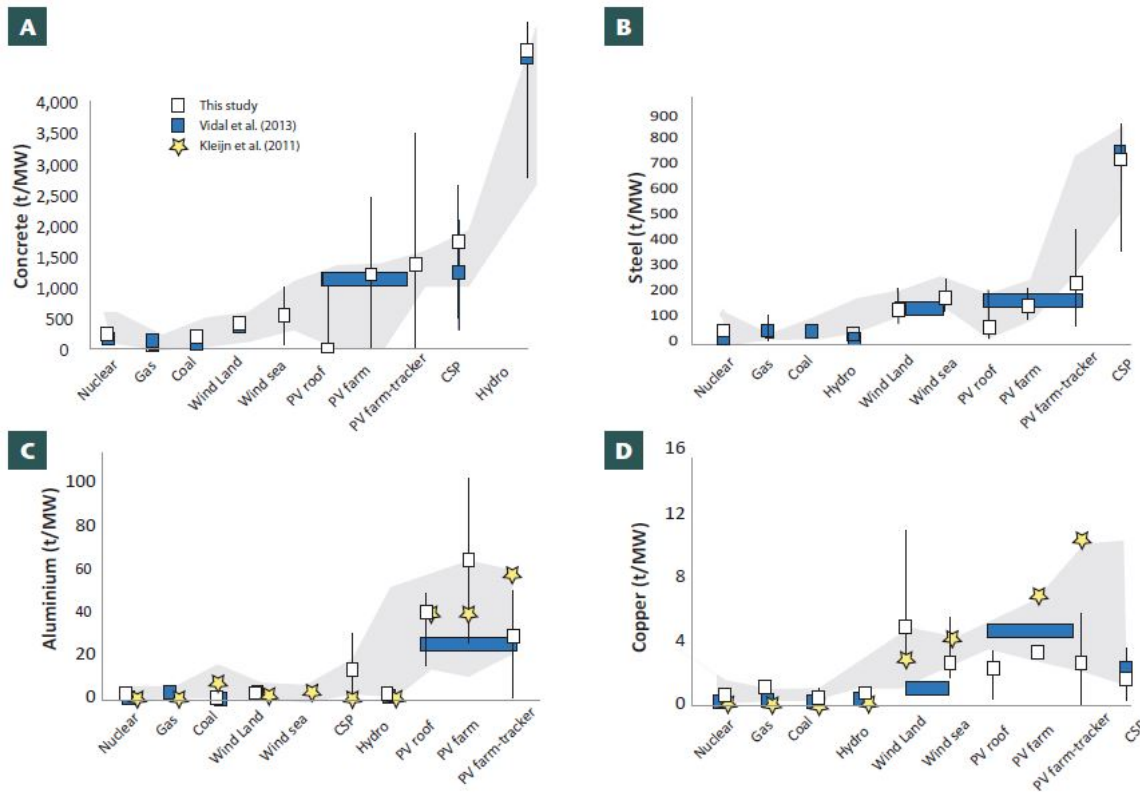 A
Concrete (t/MW)
4,000
3,500
3,000
2,500
2,000
1,500
1,000
500
0
This study
Vidal et al. (2013)
Kleijn et al. (2011)
Nuclear
Gas
Coal
Wind Land
Wind sea
PV roof
PV farm
PV farm-tracker
CSP
Hydro
B
Steel (t/MW)
900
800
700
600
500
400
300
200
100
0
Nuclear
Gas
Coal
Hydro
Wind Land
Wind sea
PV roof
PV farm
PV farm-tracker
CSP
C
Aluminium (t/MW)
100
80
60
40
20
0
Nuclear
Gas
Coal
Wind Land
Wind sea
CSP
Hydro
PV roof
PV farm
PV farm-tracker
D
Copper (t/MW)
16
12
8
4
0
Nuclear
Gas
Coal
Hydro
Wind Land
Wind sea
PV roof
PV farm
PV farm-tracker
CSP